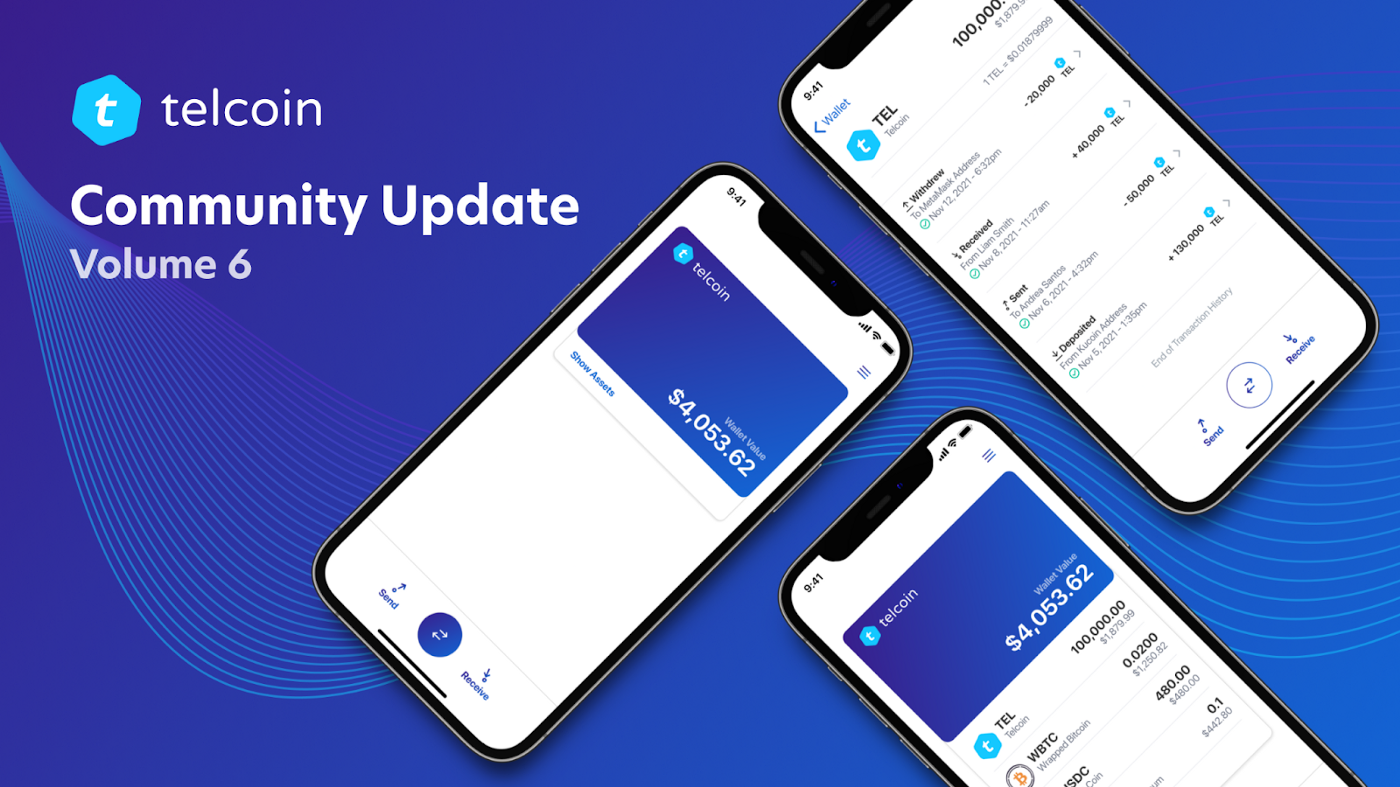 telcoin
Community Update
Volume 6
9:41
telcoin
Wallet Value
$4,053.62
Show Assets
Send
Receive
9:41
Wallet
TEL
Telcoin
100,000.
$1,879.9
1 TEL = $0.01879999
Withdrew
To MetaMask Address
Nov 12, 2021 - 6:32pm
-20,000
TEL
Received
From Liam Smith
Nov 8, 2021 - 11:27am
+40,000
TEL
Sent
To Andrea Santos
Nov 6, 2021 - 4:32pm
-50,000
TEL
Deposited
From Kucoin Address
Nov 5, 2021 - 1:35pm
+130,000
TEL
End of Transaction History
Send
Receive
9:41
telcoin
Wallet Value
$4,053.62
TEL
Telcoin
100,000.00
$1,879.99
WBTC
Wrapped Bitcoin
0.0200
$1,250.82
SDC
Coin
480.00
$480.00
um
0.1
$442.80